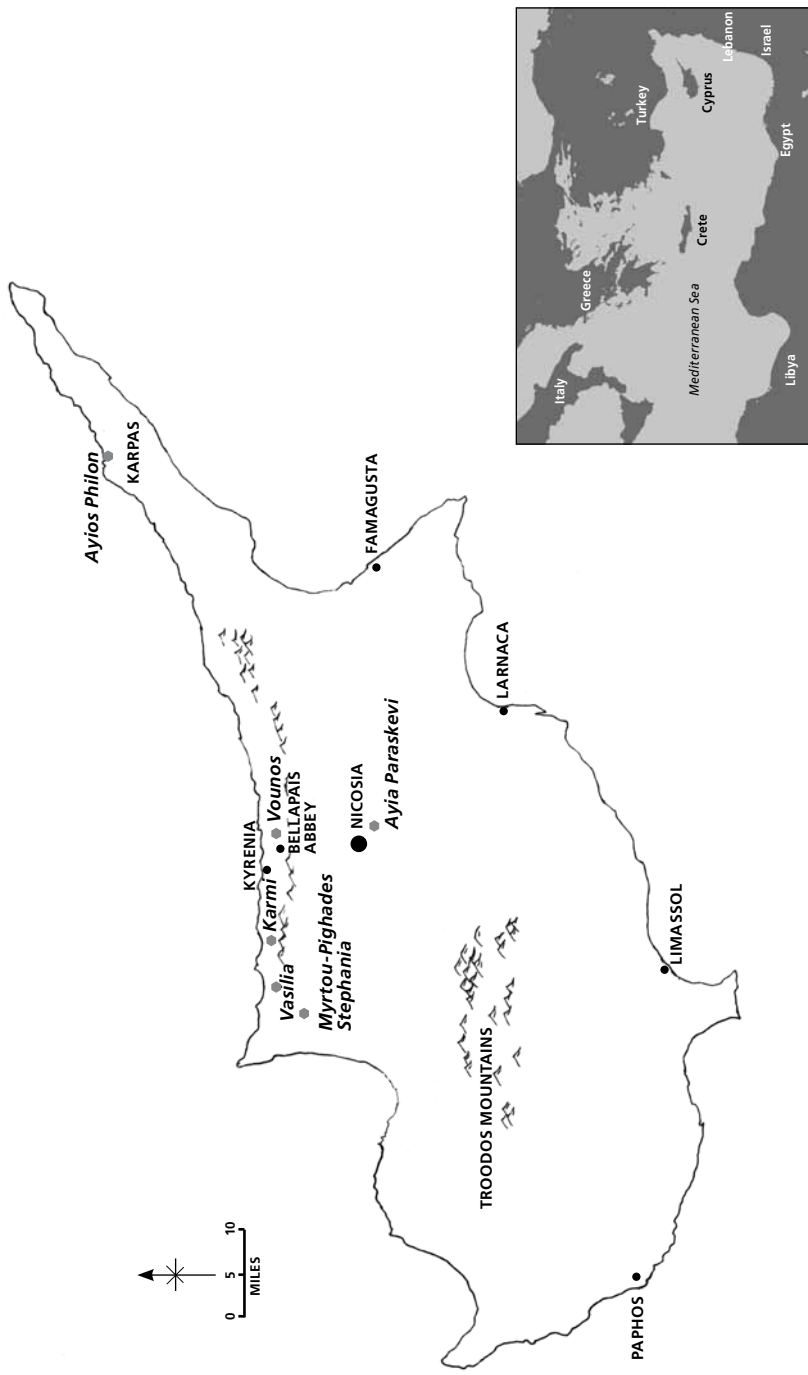 0
5
10
MILES
Ayios Philon
KARPAS
KYRENIA
Karmi
Vasilia
Vounos
BELLAPAIS
ABBEY
Myrtou-Pighades
Stephania
NICOSIA
Ayia Paraskevi
FAMAGUSTA
LARNACA
TROODOS MOUNTAINS
LIMASSOL
PAPHOS
Italy
Greece
Turkey
Mediterranean Sea
Crete
Cyprus
Lebanon
Israel
Libya
Egypt